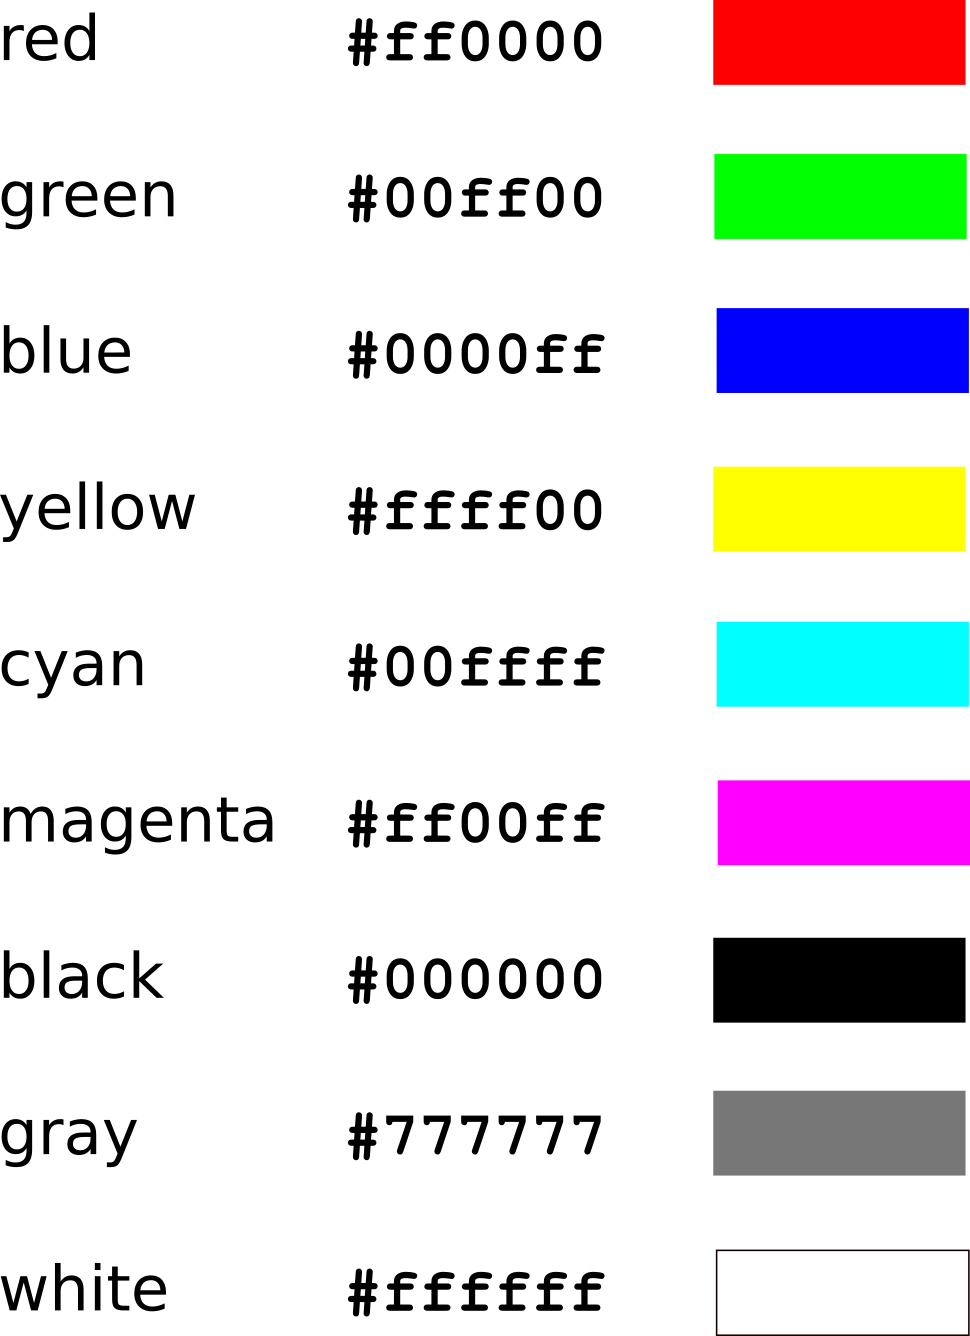 red #ff0000
green #00ff00
blue #0000ff
yellow #ffff00
cyan #00ffff
magenta #ff00ff
black #000000
gray #777777
white #ffffff